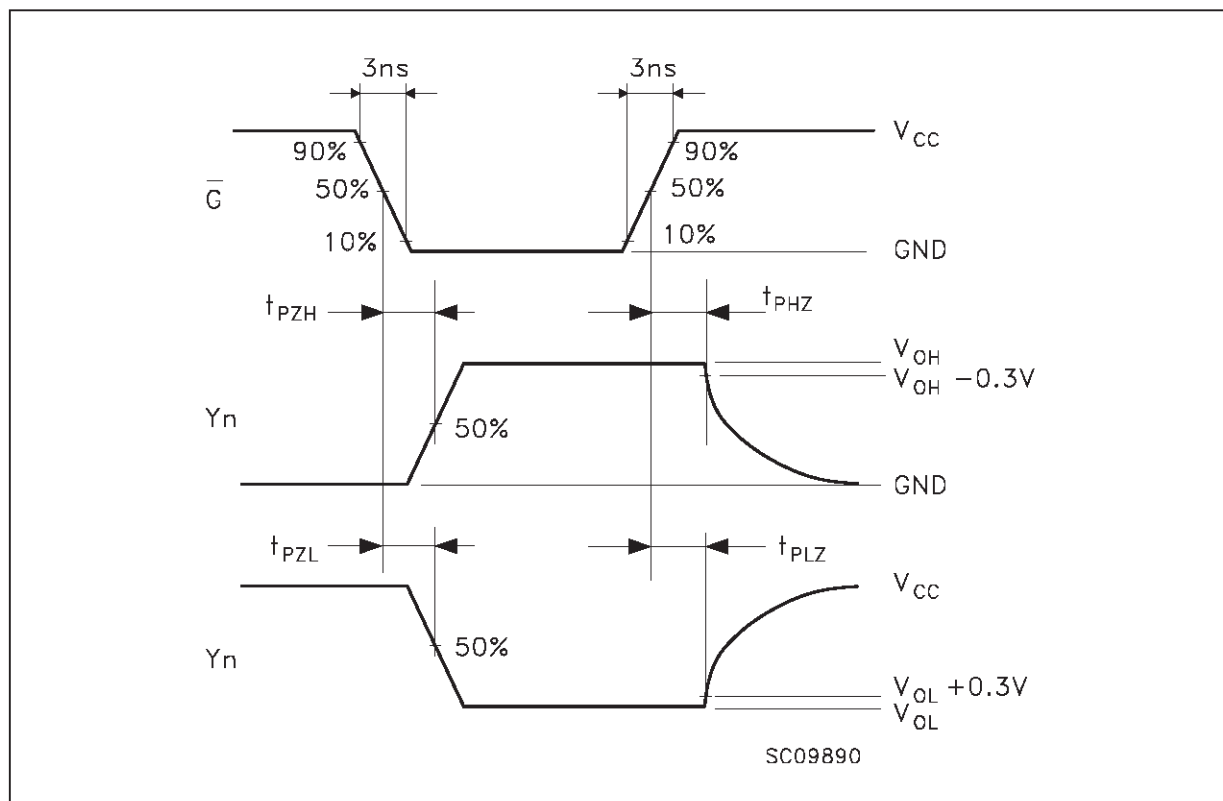 3ns 3ns
V_CC
90% 90%
G̅ 50% 50%
10% 10%
GND
t_PZH t_PHZ
V_OH
V_OH −0.3V
Yn 50%
GND
t_PZL t_PLZ
V_CC
Yn 50%
V_OL +0.3V
V_OL
SC09890